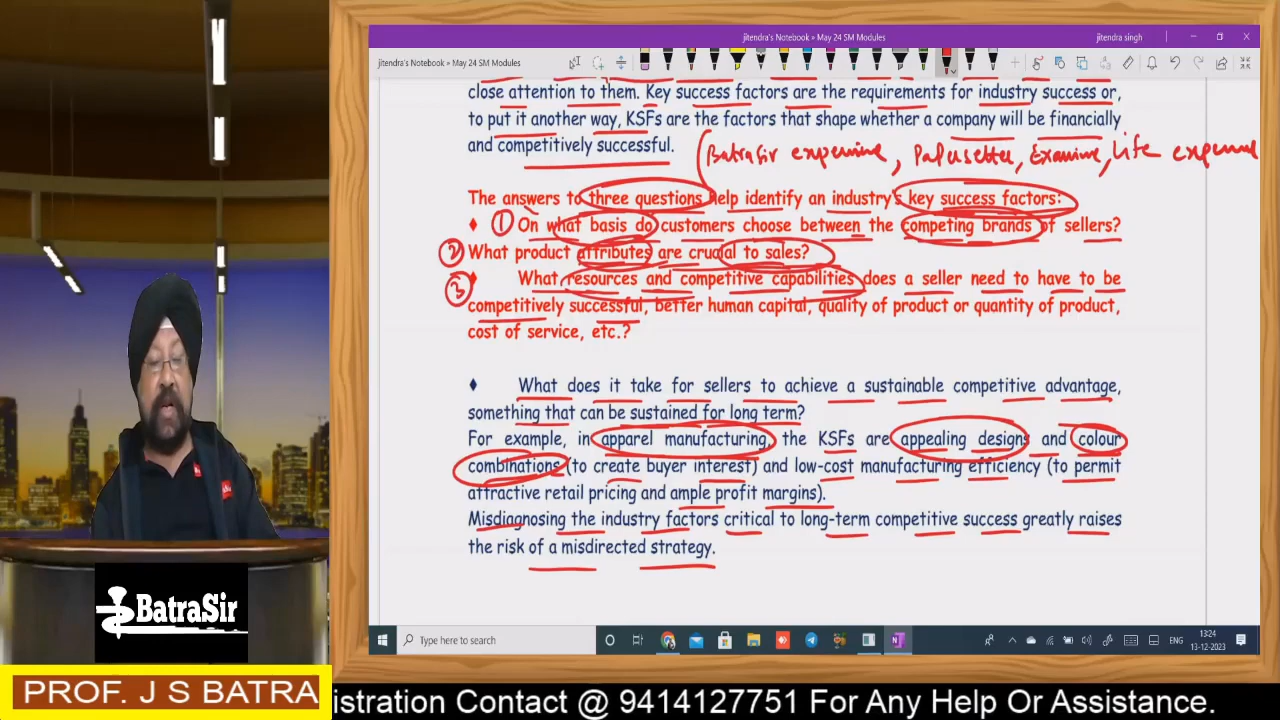 jitendra's Notebook » May 24 SM Modules
jitendra singh
jitendra's Notebook » May 24 SM Modules
close attention to them. Key success factors are the requirements for industry success or,
to put it another way, KSFs are the factors that shape whether a company will be financially
and competitively successful.
BatraSir expemine, Papersetter, Examine, Life expemine
The answers to three questions help identify an industry's key success factors:
♦ ① On what basis do customers choose between the competing brands of sellers?
② What product attributes are crucial to sales?
③ ♦ What resources and competitive capabilities does a seller need to have to be
competitively successful, better human capital, quality of product or quantity of product,
cost of service, etc.?
♦ What does it take for sellers to achieve a sustainable competitive advantage,
something that can be sustained for long term?
For example, in apparel manufacturing, the KSFs are appealing designs and colour
combinations (to create buyer interest) and low-cost manufacturing efficiency (to permit
attractive retail pricing and ample profit margins).
Misdiagnosing the industry factors critical to long-term competitive success greatly raises
the risk of a misdirected strategy.
BatraSir
Type here to search
ENG
13:24
13-12-2023
PROF. J S BATRA
istration Contact @ 9414127751 For Any Help Or Assistance.